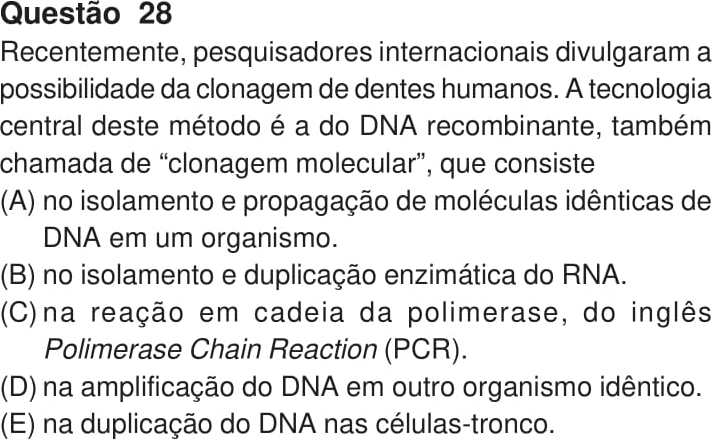 Questão 28
Recentemente, pesquisadores internacionais divulgaram a
possibilidade da clonagem de dentes humanos. A tecnologia
central deste método é a do DNA recombinante, também
chamada de “clonagem molecular”, que consiste
(A) no isolamento e propagação de moléculas idênticas de
DNA em um organismo.
(B) no isolamento e duplicação enzimática do RNA.
(C) na reação em cadeia da polimerase, do inglês
Polimerase Chain Reaction (PCR).
(D) na amplificação do DNA em outro organismo idêntico.
(E) na duplicação do DNA nas células-tronco.